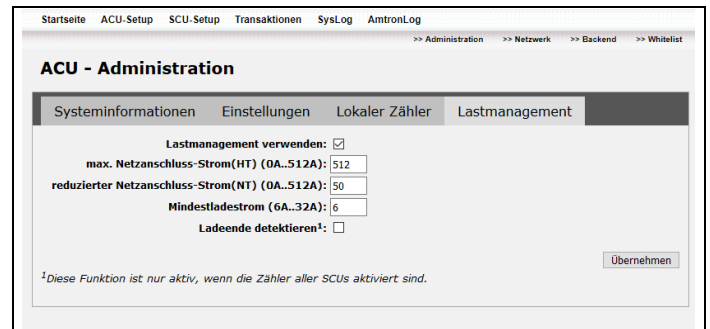 Startseite ACU-Setup SCU-Setup Transaktionen SysLog AmtronLog
>> Administration >> Netzwerk >> Backend >> Whitelist
ACU - Administration
Systeminformationen Einstellungen Lokaler Zähler Lastmanagement
Lastmanagement verwenden:
max. Netzanschluss-Strom(HT) (0A..512A): 512
reduzierter Netzanschluss-Strom(NT) (0A..512A): 50
Mindestladestrom (6A..32A): 6
Ladeende detektieren¹:
Übernehmen
¹Diese Funktion ist nur aktiv, wenn die Zähler aller SCUs aktiviert sind.